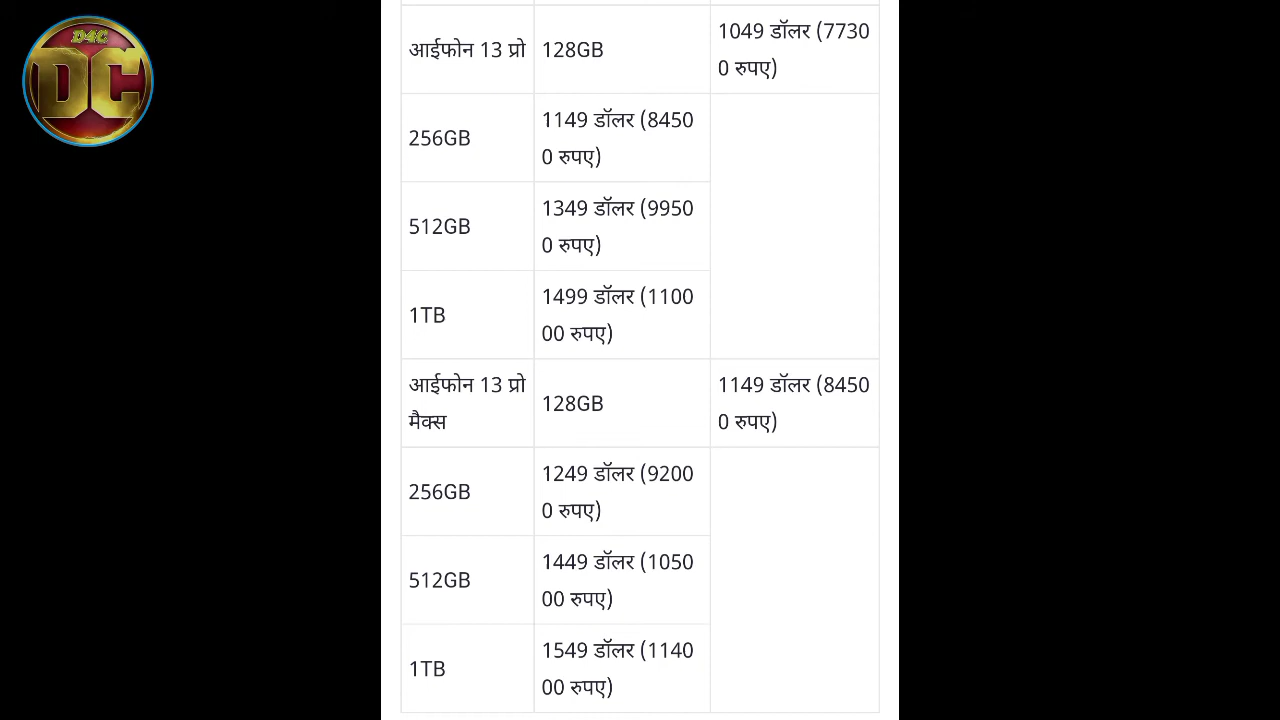 D4C
DC
आईफोन 13 प्रो 128GB 1049 डॉलर (7730
0 रुपए)
256GB 1149 डॉलर (8450
0 रुपए)
512GB 1349 डॉलर (9950
0 रुपए)
1TB 1499 डॉलर (1100
00 रुपए)
आईफोन 13 प्रो
मैक्स 128GB 1149 डॉलर (8450
0 रुपए)
256GB 1249 डॉलर (9200
0 रुपए)
512GB 1449 डॉलर (1050
00 रुपए)
1TB 1549 डॉलर (1140
00 रुपए)